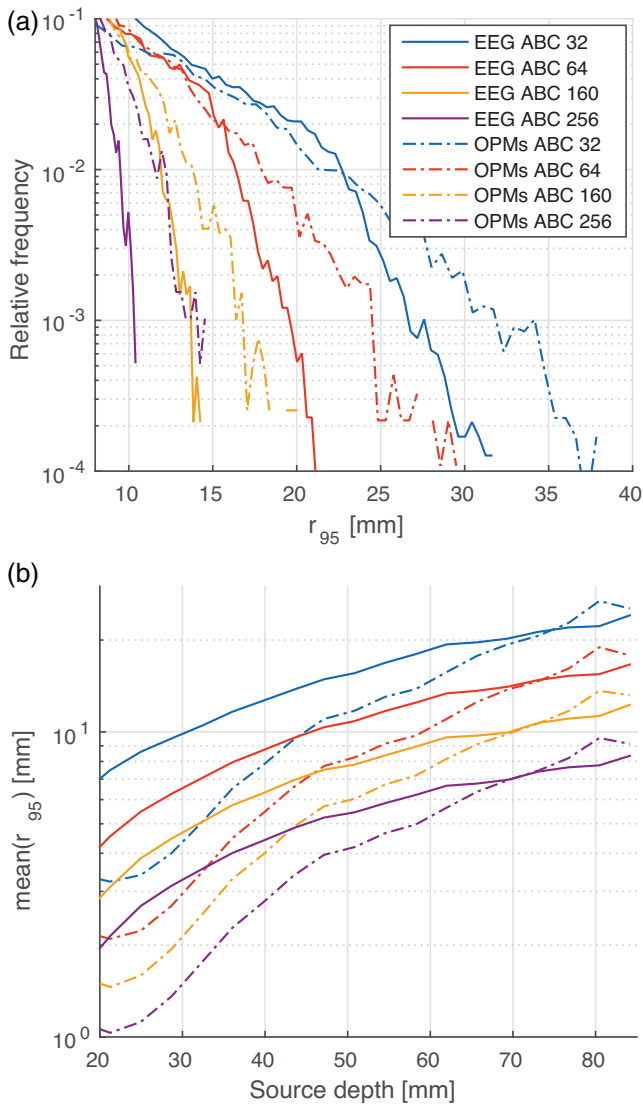 (a)
10^-1
10^-2
10^-3
10^-4
Relative frequency
EEG ABC 32
EEG ABC 64
EEG ABC 160
EEG ABC 256
OPMs ABC 32
OPMs ABC 64
OPMs ABC 160
OPMs ABC 256
10 15 20 25 30 35 40
r_95 [mm]
(b)
10^1
10^0
mean(r_95) [mm]
20 30 40 50 60 70 80
Source depth [mm]